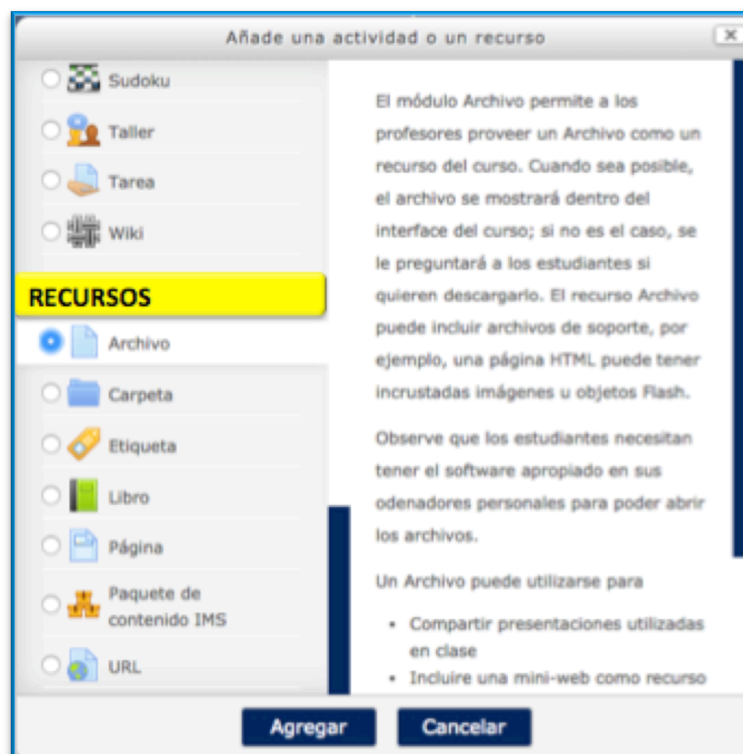 Añade una actividad o un recurso
x
Sudoku
Taller
Tarea
Wiki
RECURSOS
Archivo
Carpeta
Etiqueta
Libro
Página
Paquete de
contenido IMS
URL
El módulo Archivo permite a los
profesores proveer un Archivo como un
recurso del curso. Cuando sea posible,
el archivo se mostrará dentro del
interface del curso; si no es el caso, se
le preguntará a los estudiantes si
quieren descargarlo. El recurso Archivo
puede incluir archivos de soporte, por
ejemplo, una página HTML puede tener
incrustadas imágenes u objetos Flash.
Observe que los estudiantes necesitan
tener el software apropiado en sus
odenadores personales para poder abrir
los archivos.
Un Archivo puede utilizarse para
• Compartir presentaciones utilizadas
en clase
• Incluire una mini-web como recurso
Agregar
Cancelar